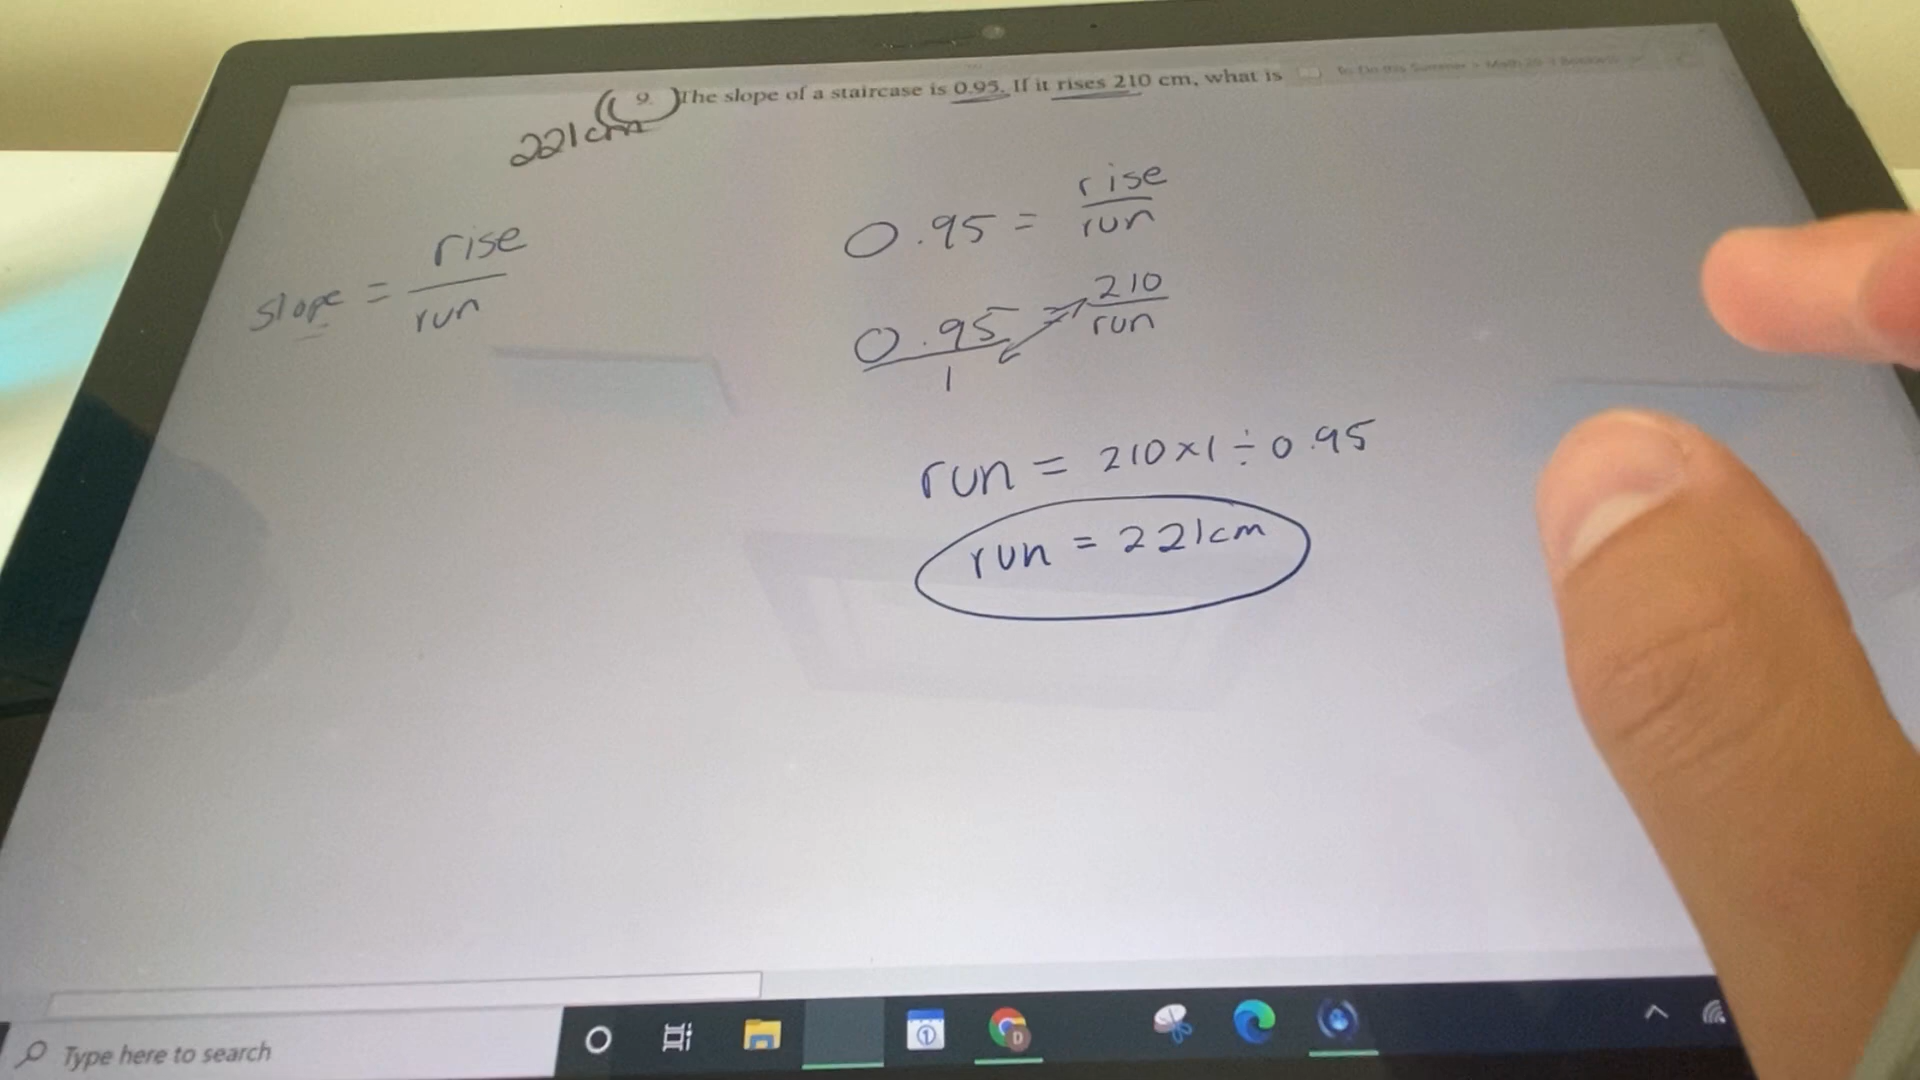 9. The slope of a staircase is 0.95. If it rises 210 cm, what is
221cm
slope = rise
run
0.95 = rise
run
0.95 = 210
1 run
run = 210 x 1 ÷ 0.95
run = 221cm
Type here to search
1
D